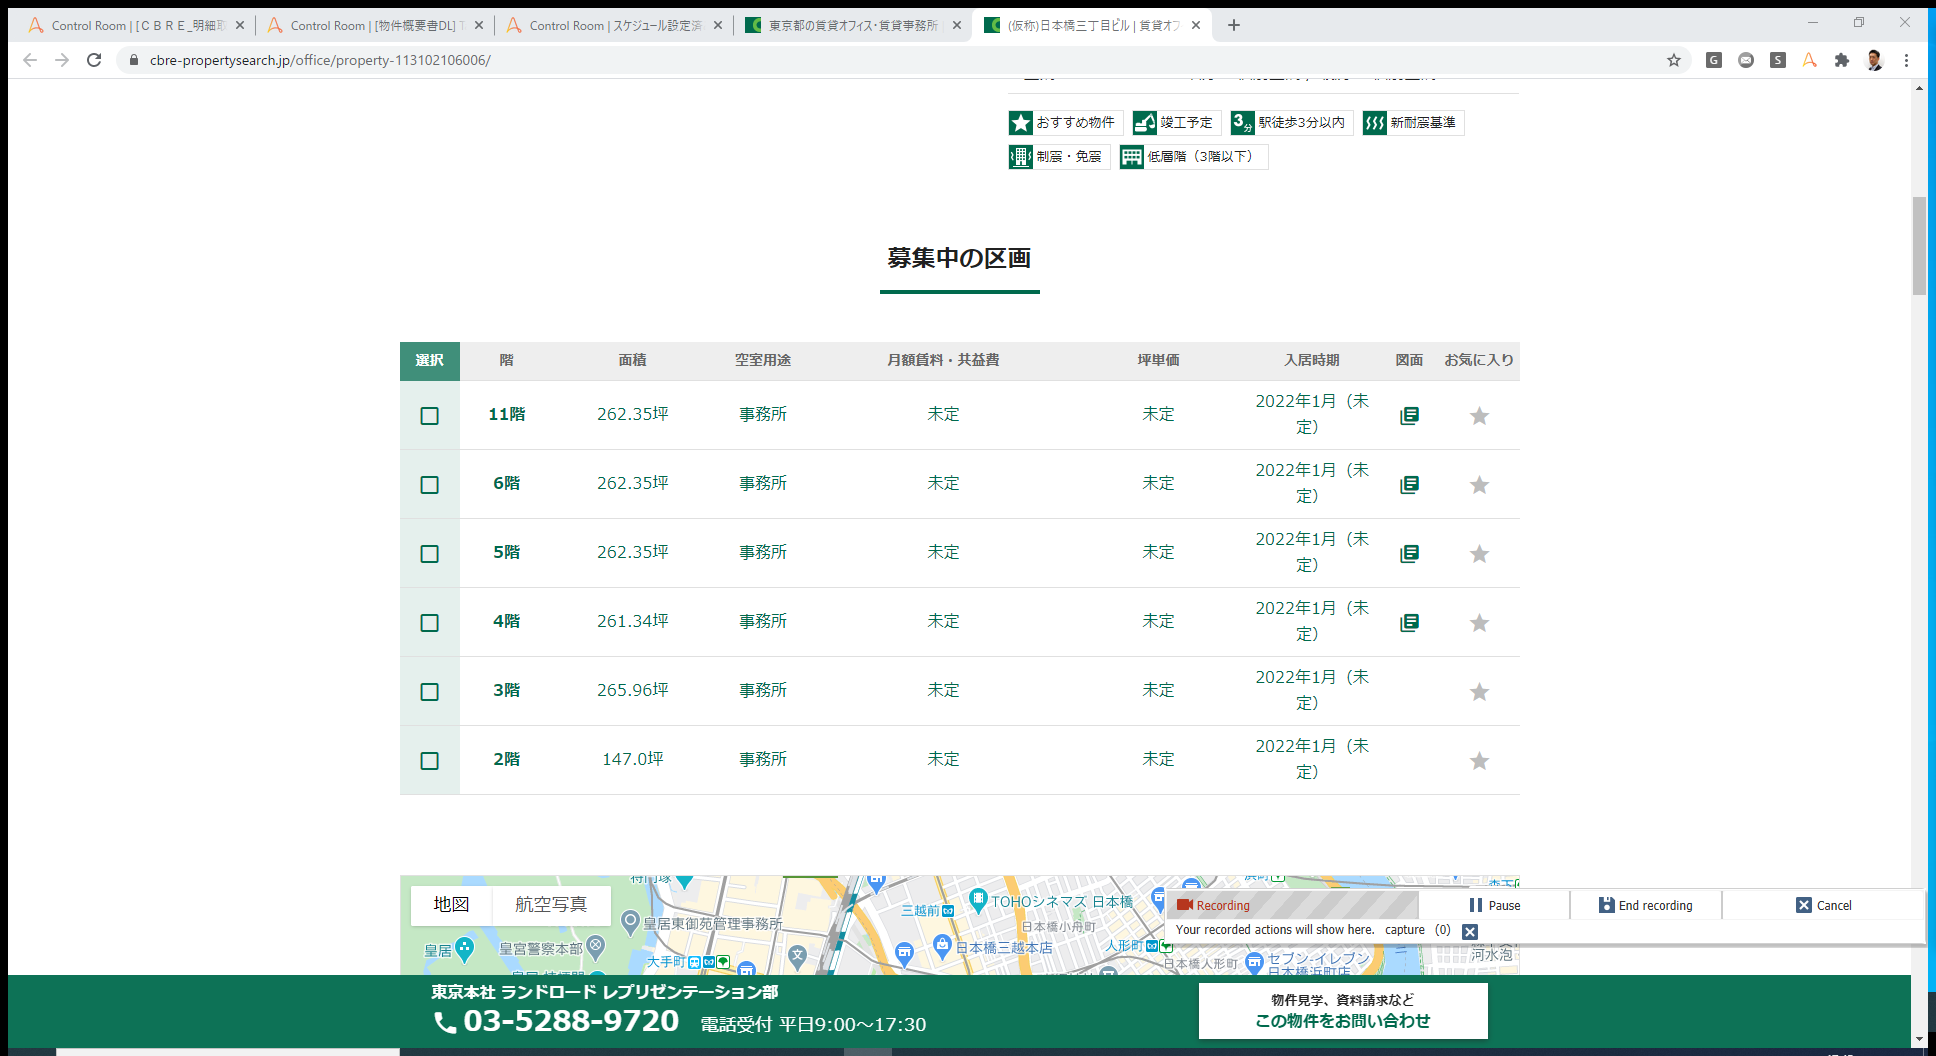 Control Room | [ＣＢＲＥ_明細取
Control Room | [物件概要書DL]
Control Room | スケジュール設定済
東京都の賃貸オフィス・賃貸事務所
(仮称)日本橋三丁目ビル | 賃貸オフ
cbre-propertysearch.jp/office/property-113102106006/
おすすめ物件 竣工予定 3分 駅徒歩3分以内 新耐震基準
制震・免震 低層階（3階以下）
募集中の区画
選択 階 面積 空室用途 月額賃料・共益費 坪単価 入居時期 図面 お気に入り
11階 262.35坪 事務所 未定 未定 2022年1月（未
定）
6階 262.35坪 事務所 未定 未定 2022年1月（未
定）
5階 262.35坪 事務所 未定 未定 2022年1月（未
定）
4階 261.34坪 事務所 未定 未定 2022年1月（未
定）
3階 265.96坪 事務所 未定 未定 2022年1月（未
定）
2階 147.0坪 事務所 未定 未定 2022年1月（未
定）
地図 航空写真
将門塚
皇居東御苑管理事務所
三越前
TOHOシネマズ 日本橋
日本橋小舟町
皇居
皇宮警察本部
大手町
日本橋三越本店
人形町
日本橋人形町
セブン-イレブン
日本橋浜町店
河水泡
Recording Pause End recording Cancel
Your recorded actions will show here. capture (0)
東京本社 ランドロード レプリゼンテーション部
03-5288-9720 電話受付 平日9:00～17:30
物件見学、資料請求など
この物件をお問い合わせ